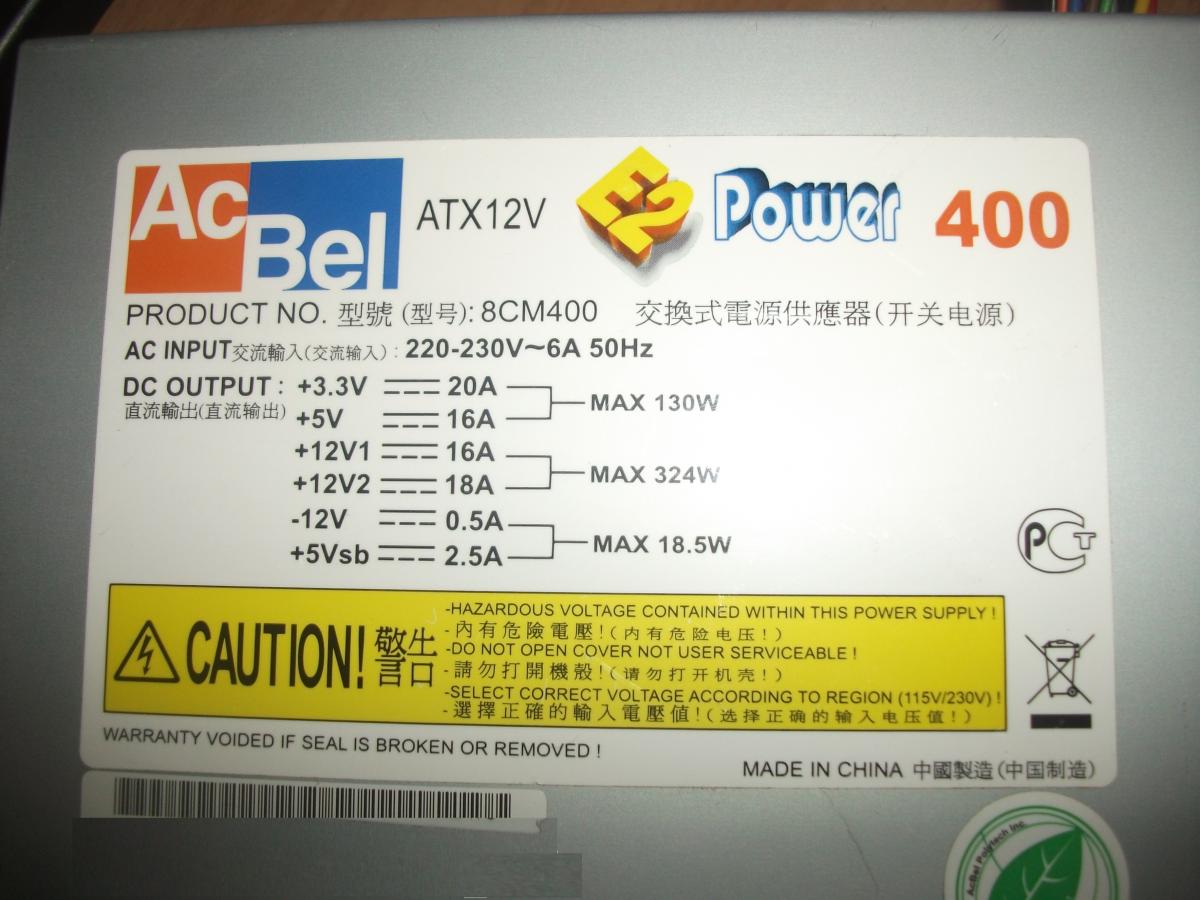 AcBel ATX12V E2 Power 400
PRODUCT NO. 型號 (型号): 8CM400 交換式電源供應器(开关电源)
AC INPUT交流輸入(交流输入) : 220-230V~6A 50Hz
DC OUTPUT : +3.3V 20A
直流輸出(直流输出) +5V 16A MAX 130W
+12V1 16A
+12V2 18A MAX 324W
-12V 0.5A
+5Vsb 2.5A MAX 18.5W
PCT
CAUTION! 警告
-HAZARDOUS VOLTAGE CONTAINED WITHIN THIS POWER SUPPLY !
-內有危險電壓!(内有危险电压!)
-DO NOT OPEN COVER NOT USER SERVICEABLE !
-請勿打開機殼!(请勿打开机壳!)
-SELECT CORRECT VOLTAGE ACCORDING TO REGION (115V/230V) !
-選擇正確的輸入電壓值!(选择正确的输入电压值!)
WARRANTY VOIDED IF SEAL IS BROKEN OR REMOVED !
MADE IN CHINA 中國製造(中国制造)
AcBel Polytech Inc.